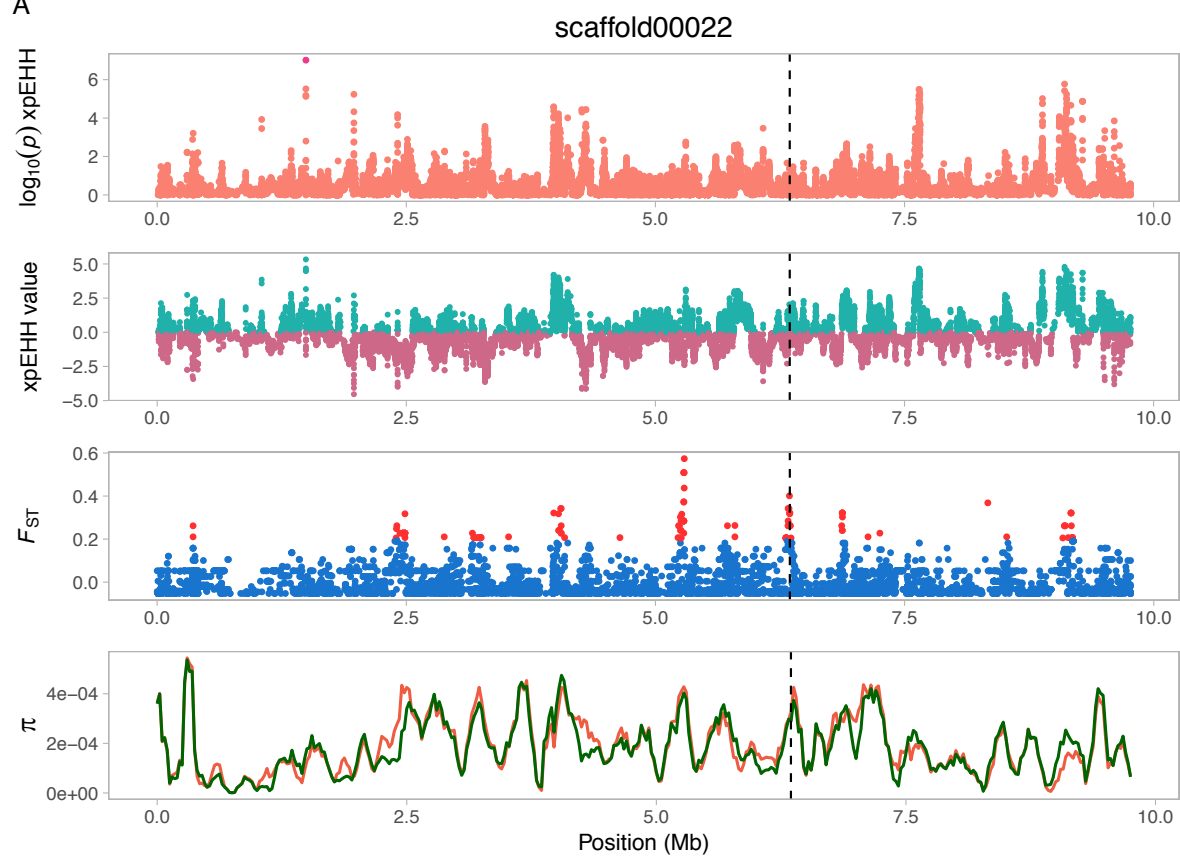 A
scaffold00022
log₁₀(p) xpEHH
6
4
2
0
0.0 2.5 5.0 7.5 10.0
xpEHH value
5.0
2.5
0.0
−2.5
−5.0
0.0 2.5 5.0 7.5 10.0
FST
0.6
0.4
0.2
0.0
0.0 2.5 5.0 7.5 10.0
π
4e−04
2e−04
0e+00
0.0 2.5 5.0 7.5 10.0
Position (Mb)